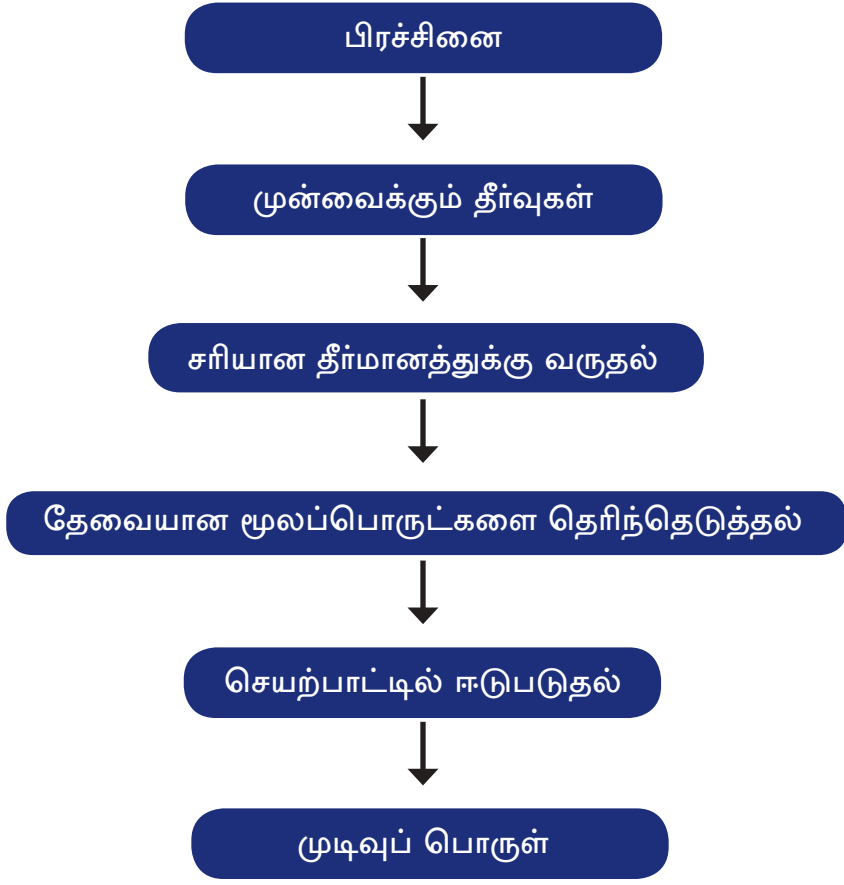 பிரச்சினை
முன்வைக்கும் தீர்வுகள்
சரியான தீர்மானத்துக்கு வருதல்
தேவையான மூலப்பொருட்களை தெரிந்தெடுத்தல்
செயற்பாட்டில் ஈடுபடுதல்
முடிவுப் பொருள்